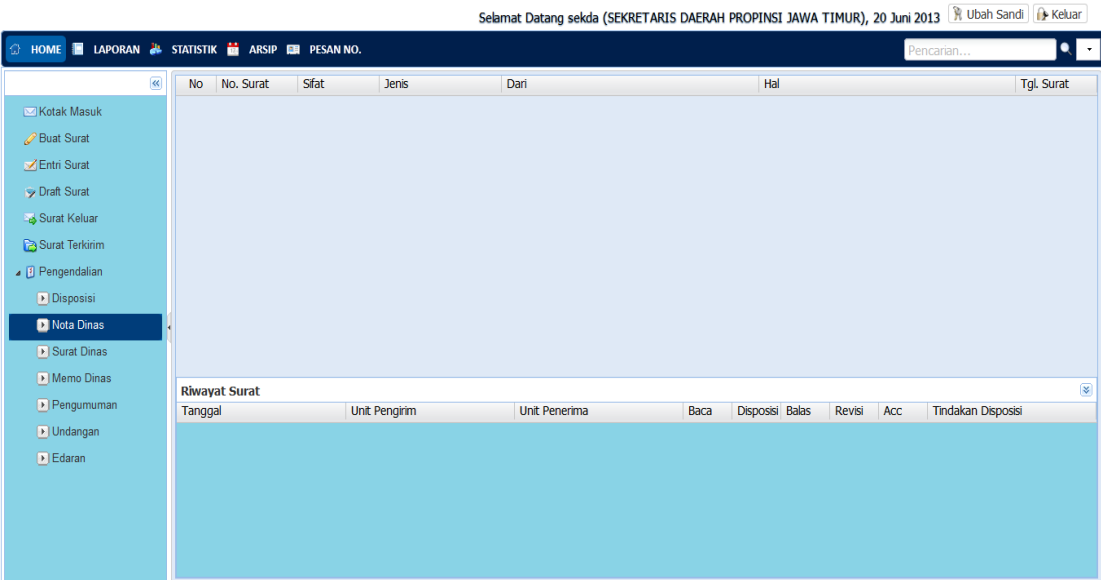 Selamat Datang sekda (SEKRETARIS DAERAH PROPINSI JAWA TIMUR), 20 Juni 2013 Ubah Sandi Keluar
HOME LAPORAN STATISTIK ARSIP PESAN NO. Pencarian...
No No. Surat Sifat Jenis Dari Hal Tgl. Surat
Kotak Masuk
Buat Surat
Entri Surat
Draft Surat
Surat Keluar
Surat Terkirim
Pengendalian
Disposisi
Nota Dinas
Surat Dinas
Memo Dinas
Pengumuman
Undangan
Edaran
Riwayat Surat
Tanggal Unit Pengirim Unit Penerima Baca Disposisi Balas Revisi Acc Tindakan Disposisi